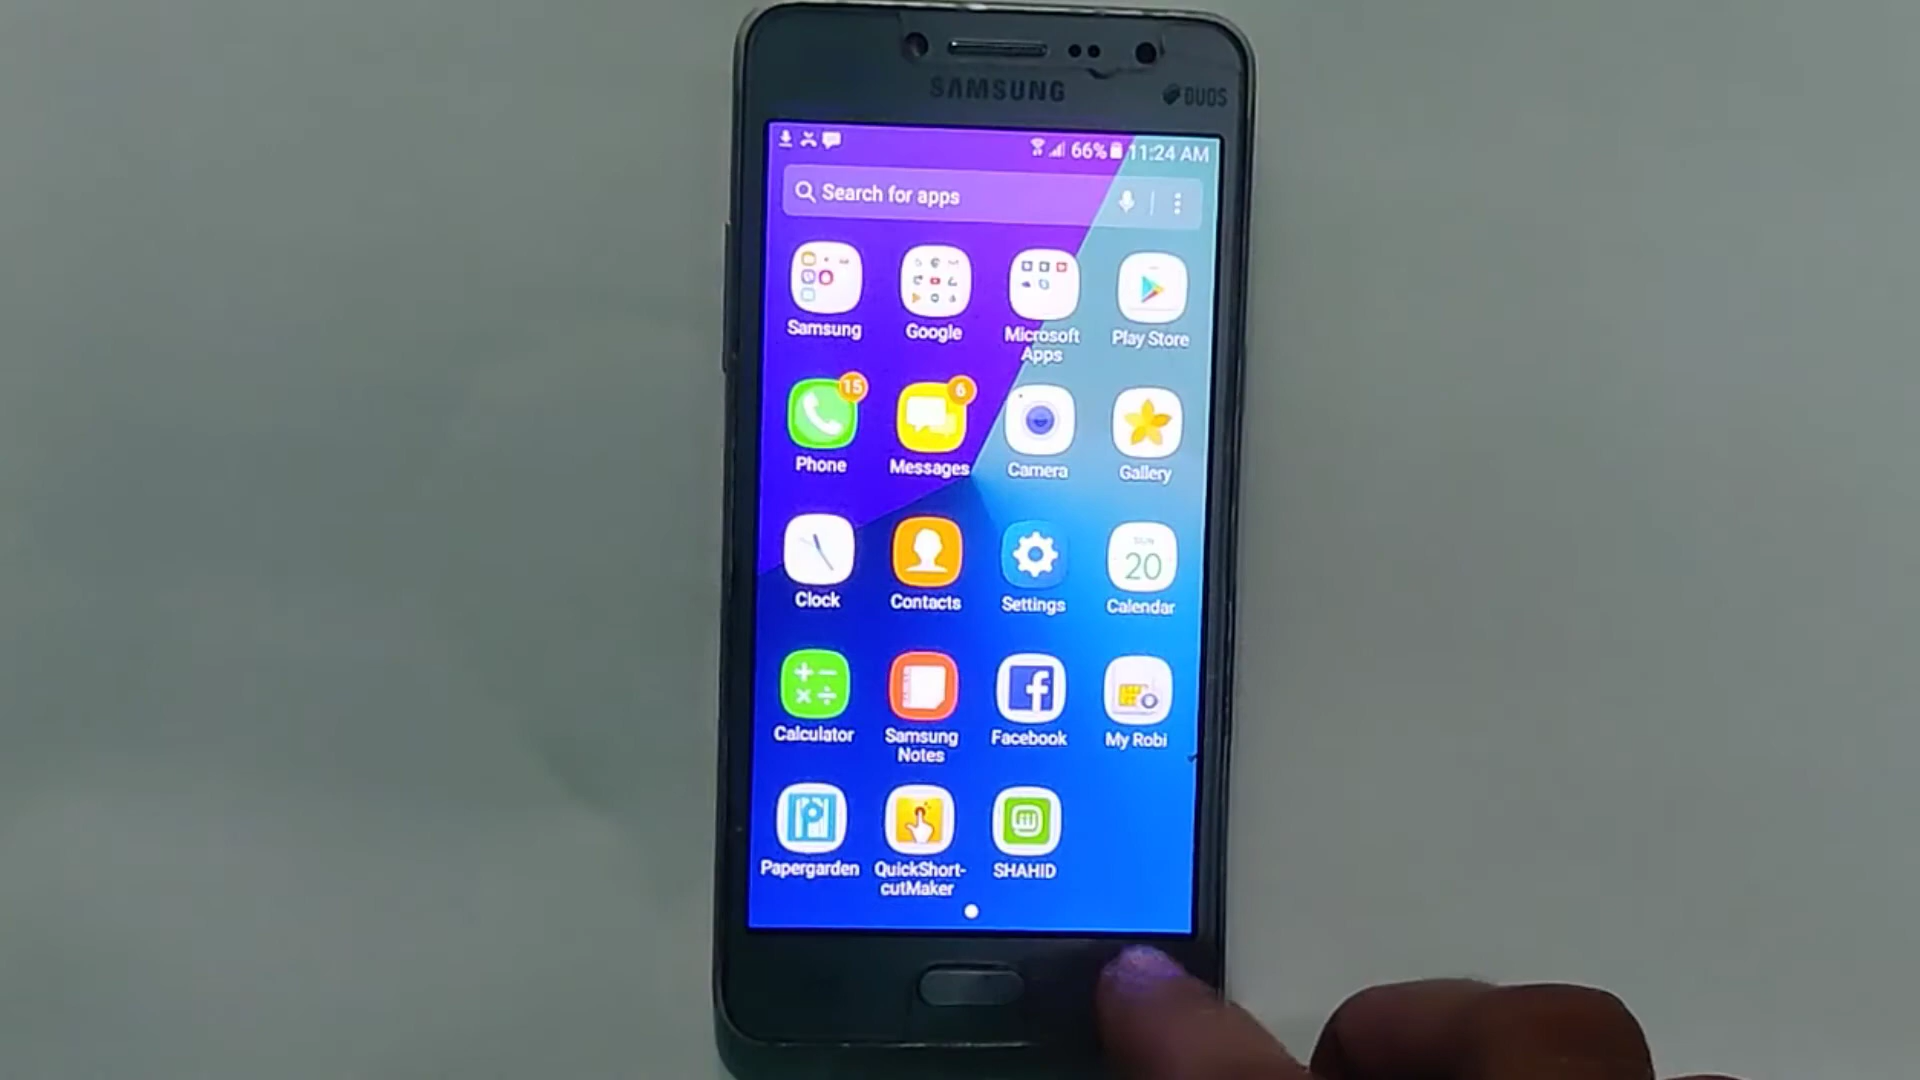 SAMSUNG
DUOS
66% 11:24 AM
Search for apps
Samsung
Google
Microsoft
Apps
Play Store
15
6
Phone
Messages
Camera
Gallery
SUN
20
Clock
Contacts
Settings
Calendar
Calculator
Samsung
Notes
Facebook
My Robi
Papergarden
QuickShort-
cutMaker
SHAHID